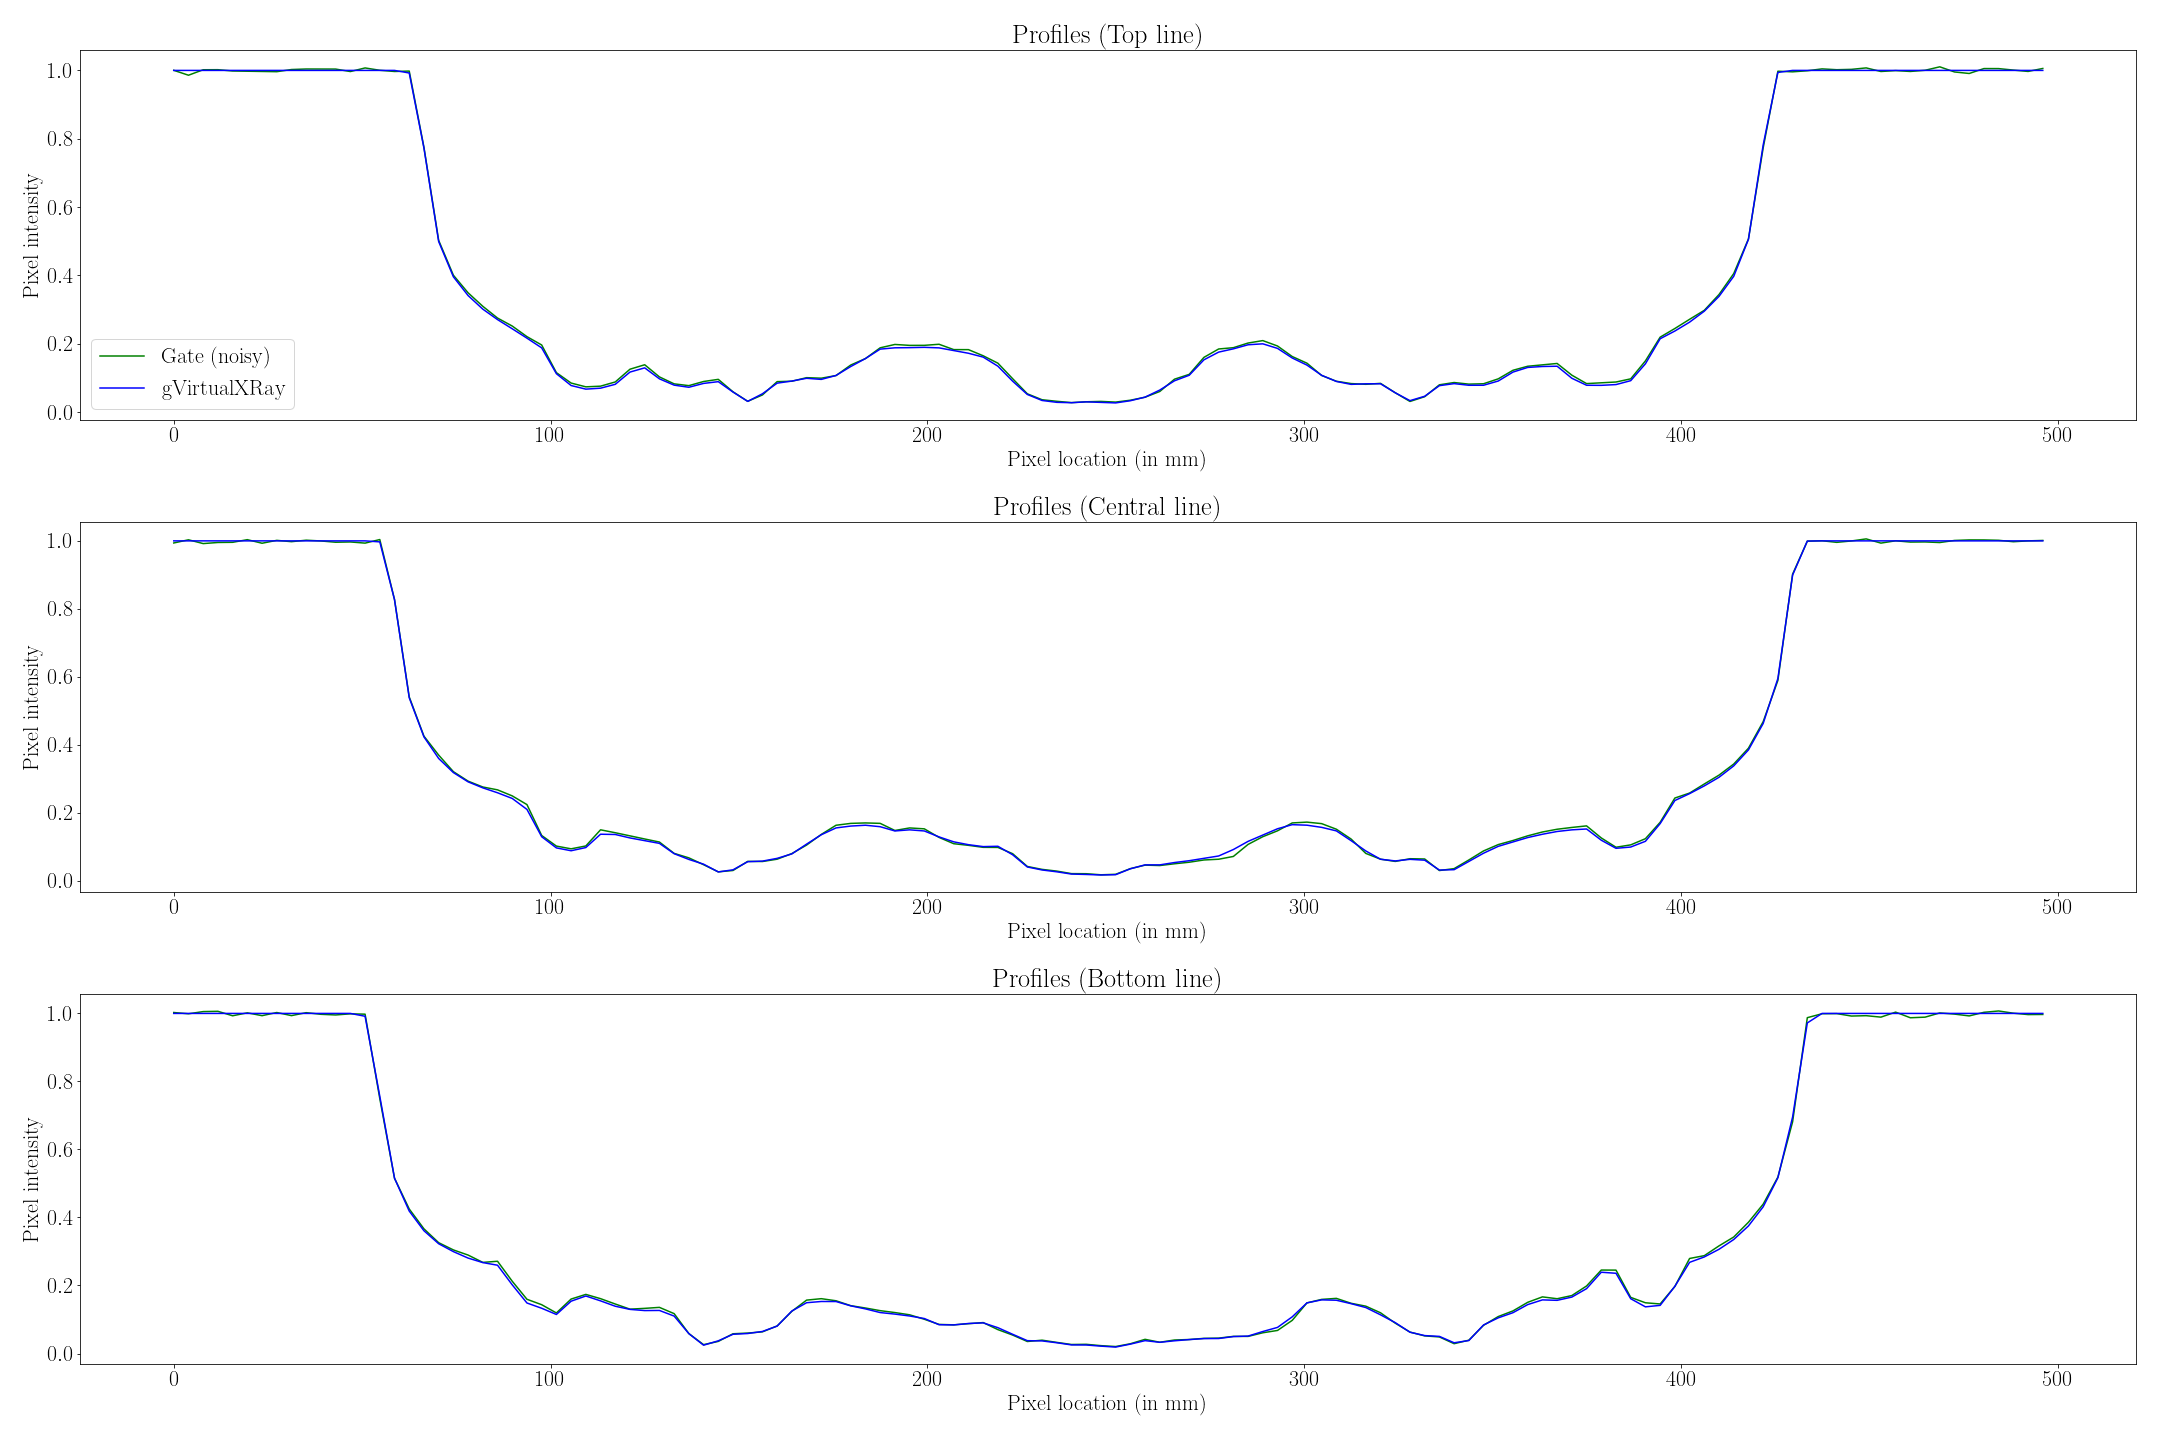 Profiles (Top line)
1.0
0.8
0.6
0.4
0.2
0.0
Pixel intensity
Gate (noisy)
gVirtualXRay
0 100 200 300 400 500
Pixel location (in mm)
Profiles (Central line)
1.0
0.8
0.6
0.4
0.2
0.0
Pixel intensity
0 100 200 300 400 500
Pixel location (in mm)
Profiles (Bottom line)
1.0
0.8
0.6
0.4
0.2
0.0
Pixel intensity
0 100 200 300 400 500
Pixel location (in mm)